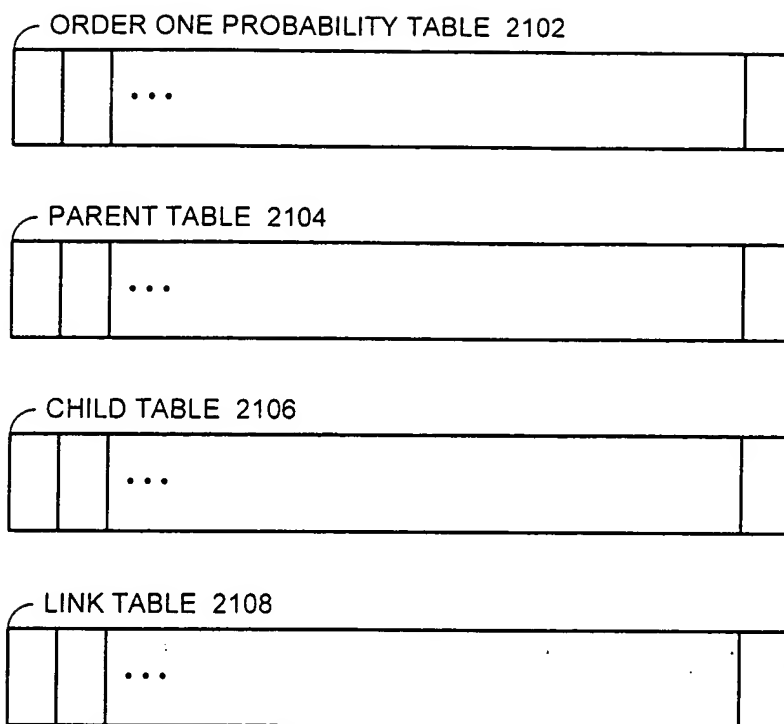 ORDER ONE PROBABILITY TABLE 2102
...
PARENT TABLE 2104
...
CHILD TABLE 2106
...
LINK TABLE 2108
...